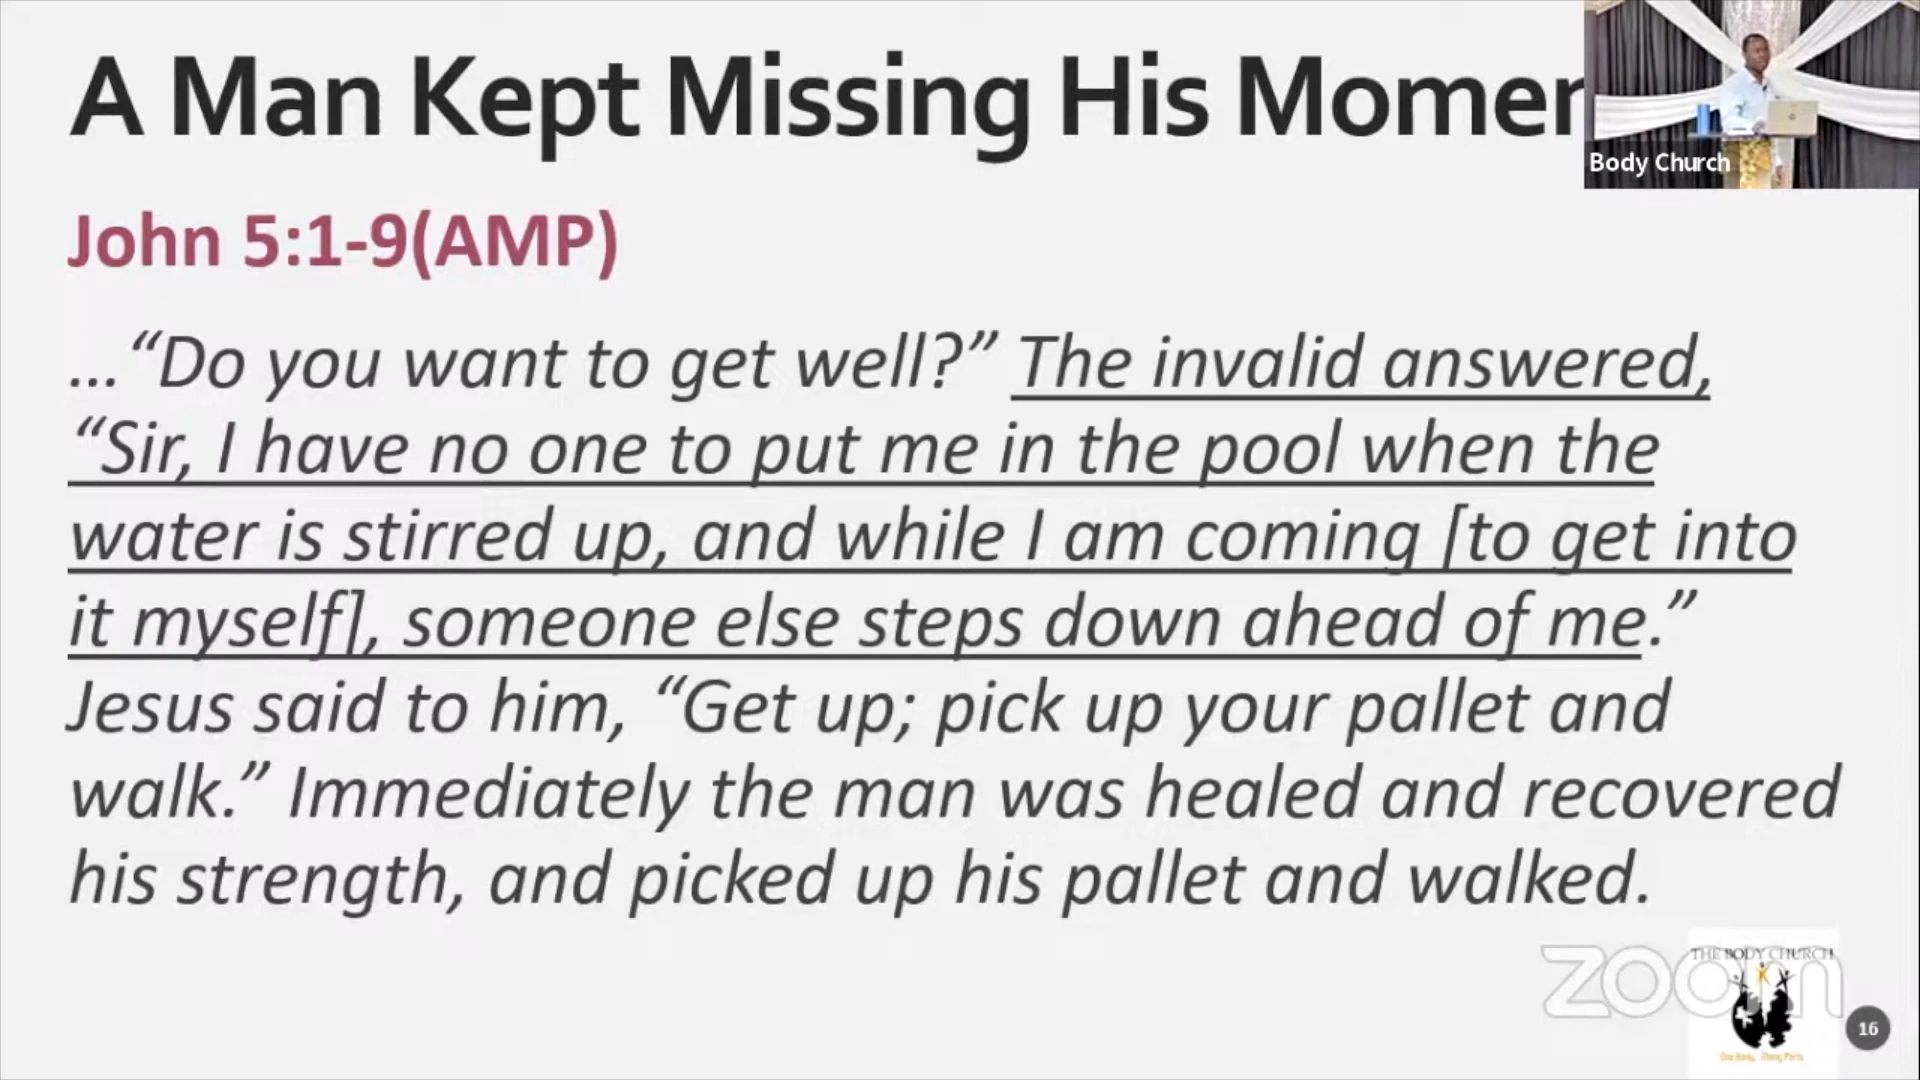 A Man Kept Missing His Momen
Body Church
John 5:1-9(AMP)
...“Do you want to get well?” The invalid answered,
“Sir, I have no one to put me in the pool when the
water is stirred up, and while I am coming [to get into
it myself], someone else steps down ahead of me.”
Jesus said to him, “Get up; pick up your pallet and
walk.” Immediately the man was healed and recovered
his strength, and picked up his pallet and walked.
THE BODY CHURCH
zoom
16
One Body, Many Parts